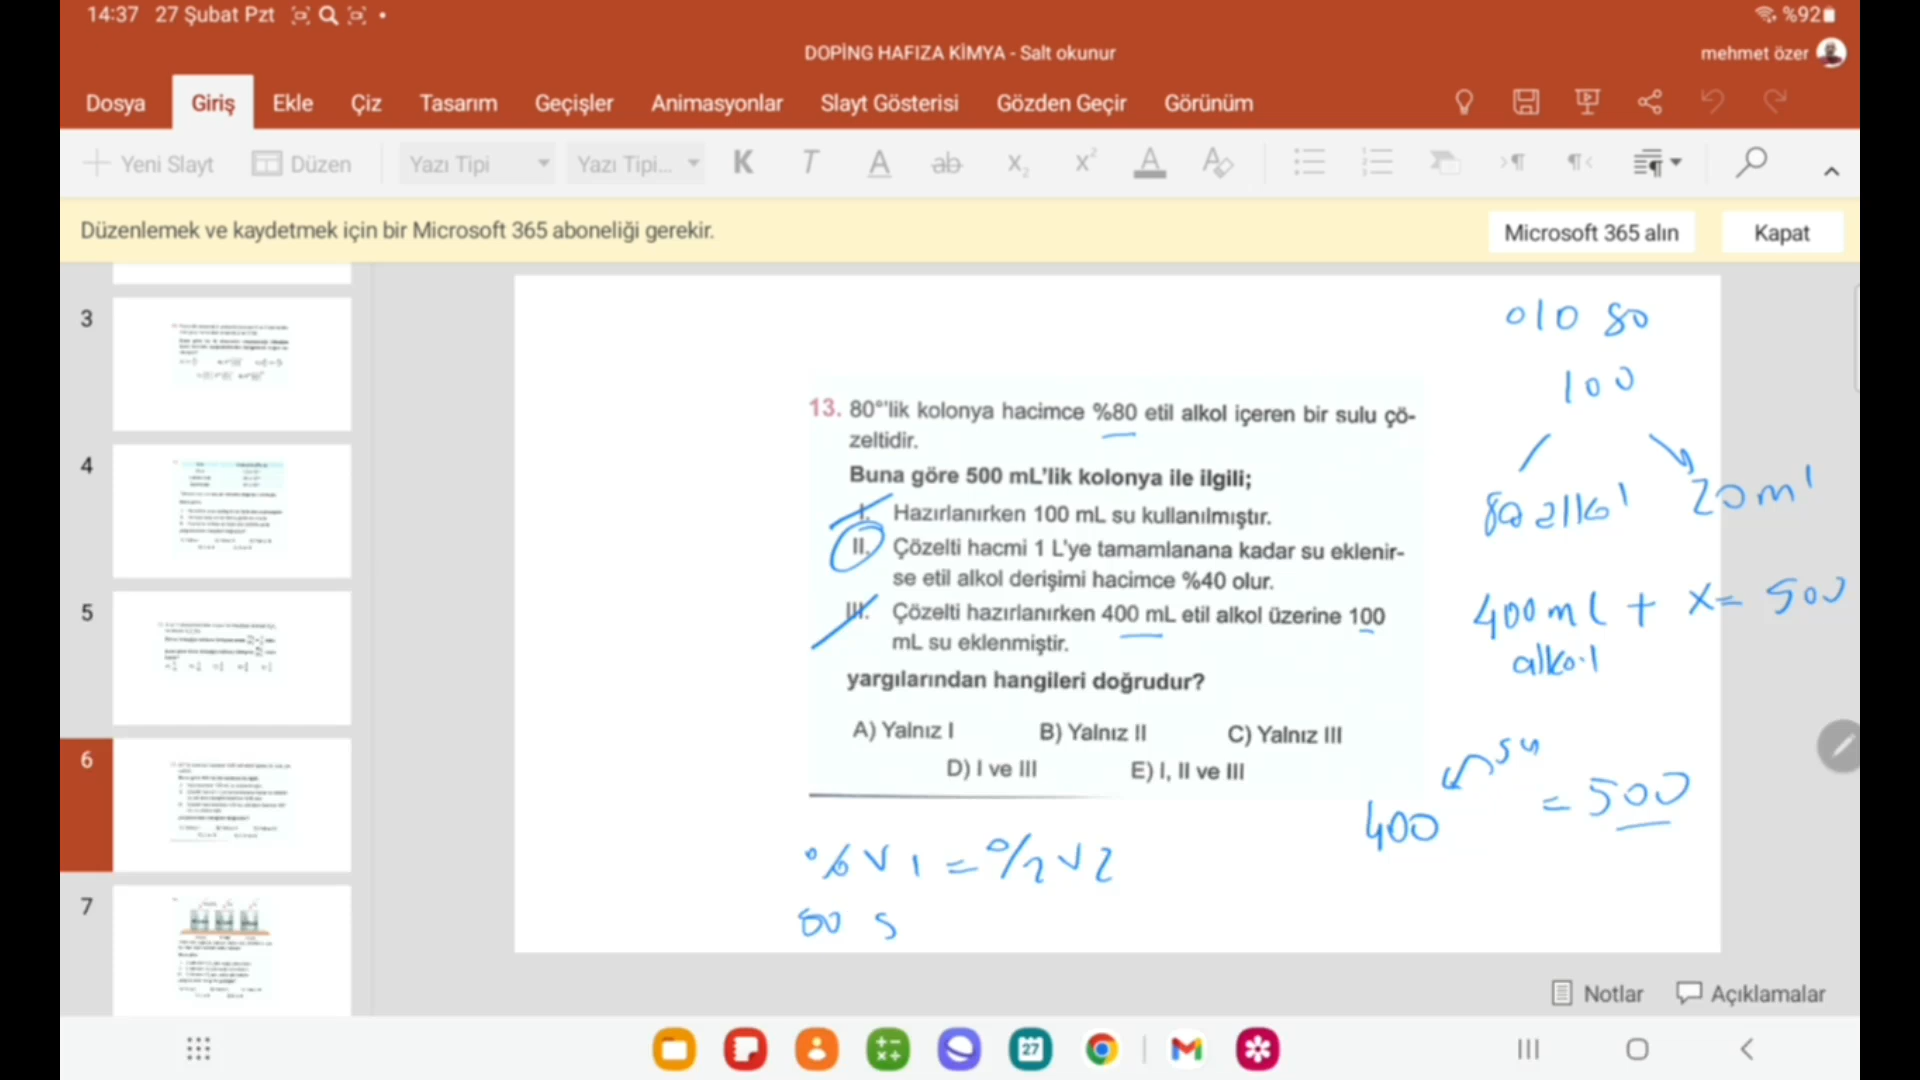 14:37 27 Şubat Pzt
%92
DOPİNG HAFIZA KİMYA - Salt okunur
mehmet özer
Dosya Giriş Ekle Çiz Tasarım Geçişler Animasyonlar Slayt Gösterisi Gözden Geçir Görünüm
Yeni Slayt Düzen Yazı Tipi Yazı Tipi... K T A ab x₂ x² A A
Düzenlemek ve kaydetmek için bir Microsoft 365 aboneliği gerekir.
Microsoft 365 alın Kapat
3
4
5
6
7
13. 80°'lik kolonya hacimce %80 etil alkol içeren bir sulu çö-
zeltidir.
Buna göre 500 mL'lik kolonya ile ilgili;
I. Hazırlanırken 100 mL su kullanılmıştır.
II. Çözelti hacmi 1 L'ye tamamlanana kadar su eklenir-
se etil alkol derişimi hacimce %40 olur.
III. Çözelti hazırlanırken 400 mL etil alkol üzerine 100
mL su eklenmiştir.
yargılarından hangileri doğrudur?
A) Yalnız I B) Yalnız II C) Yalnız III
D) I ve III E) I, II ve III
%80
100
80 alkol 20ml
400ml + x = 500
alkol
su
400 = 500
%V1 = %2V2
80 5
Notlar Açıklamalar
27